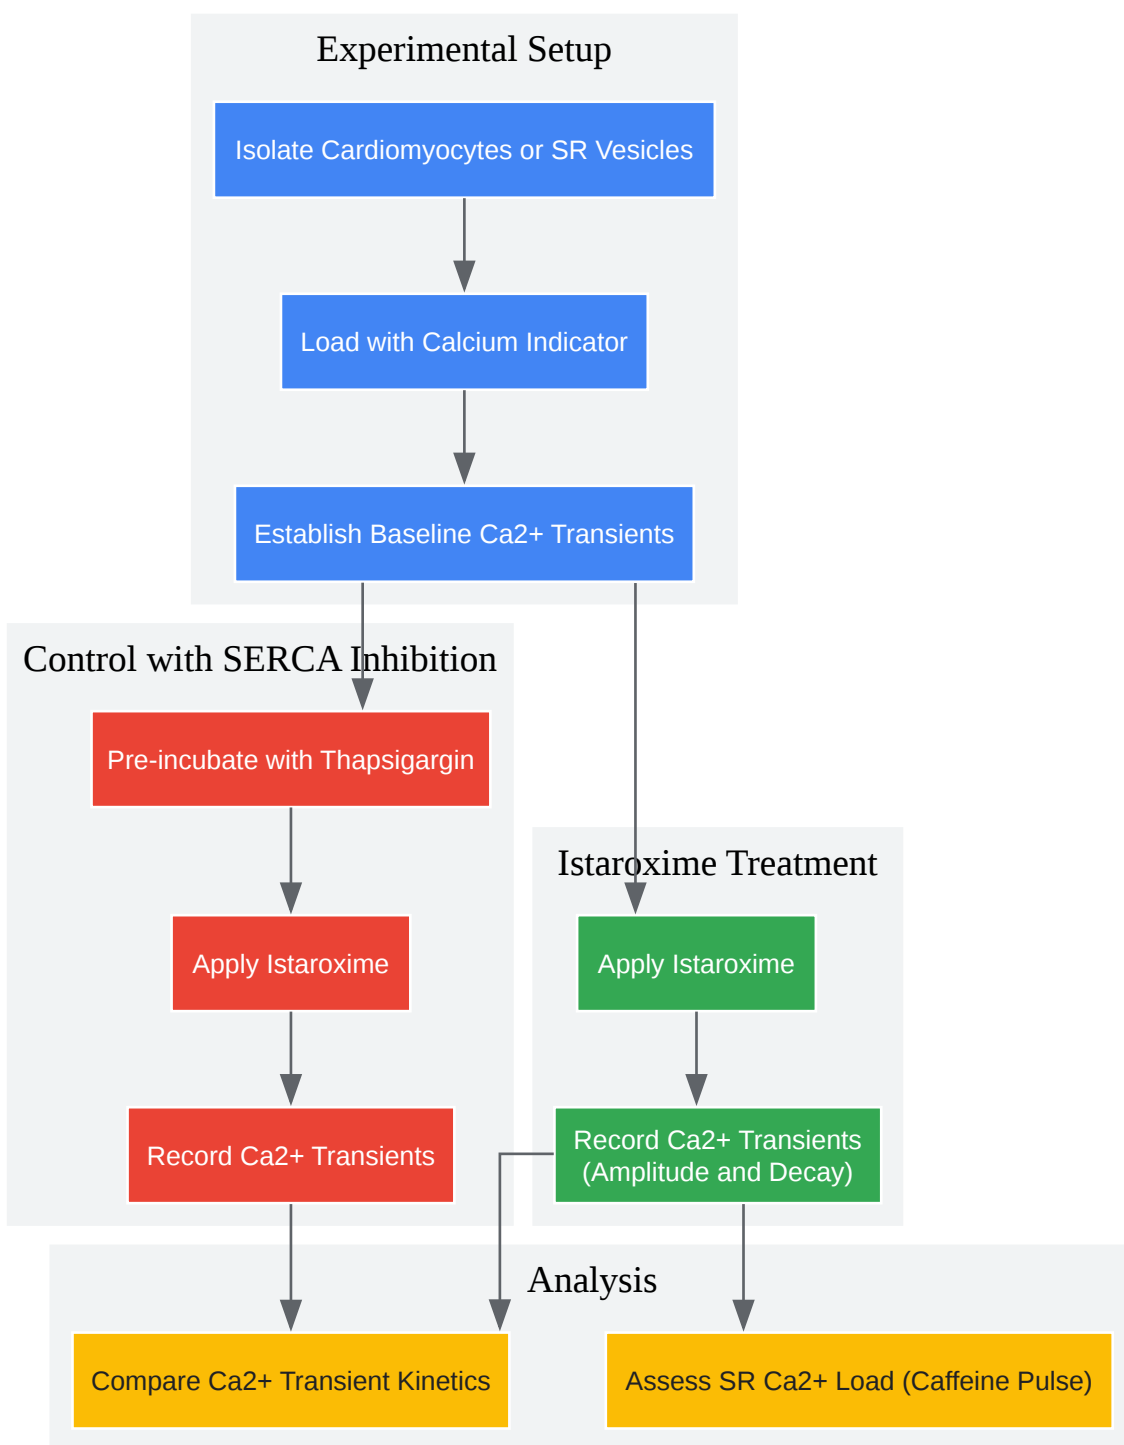 Experimental Setup
Isolate Cardiomyocytes or SR Vesicles
Load with Calcium Indicator
Establish Baseline Ca2+ Transients
Control with SERCA Inhibition
Pre-incubate with Thapsigargin
Apply Istaroxime
Record Ca2+ Transients
Istaroxime Treatment
Apply Istaroxime
Record Ca2+ Transients
(Amplitude and Decay)
Analysis
Compare Ca2+ Transient Kinetics
Assess SR Ca2+ Load (Caffeine Pulse)